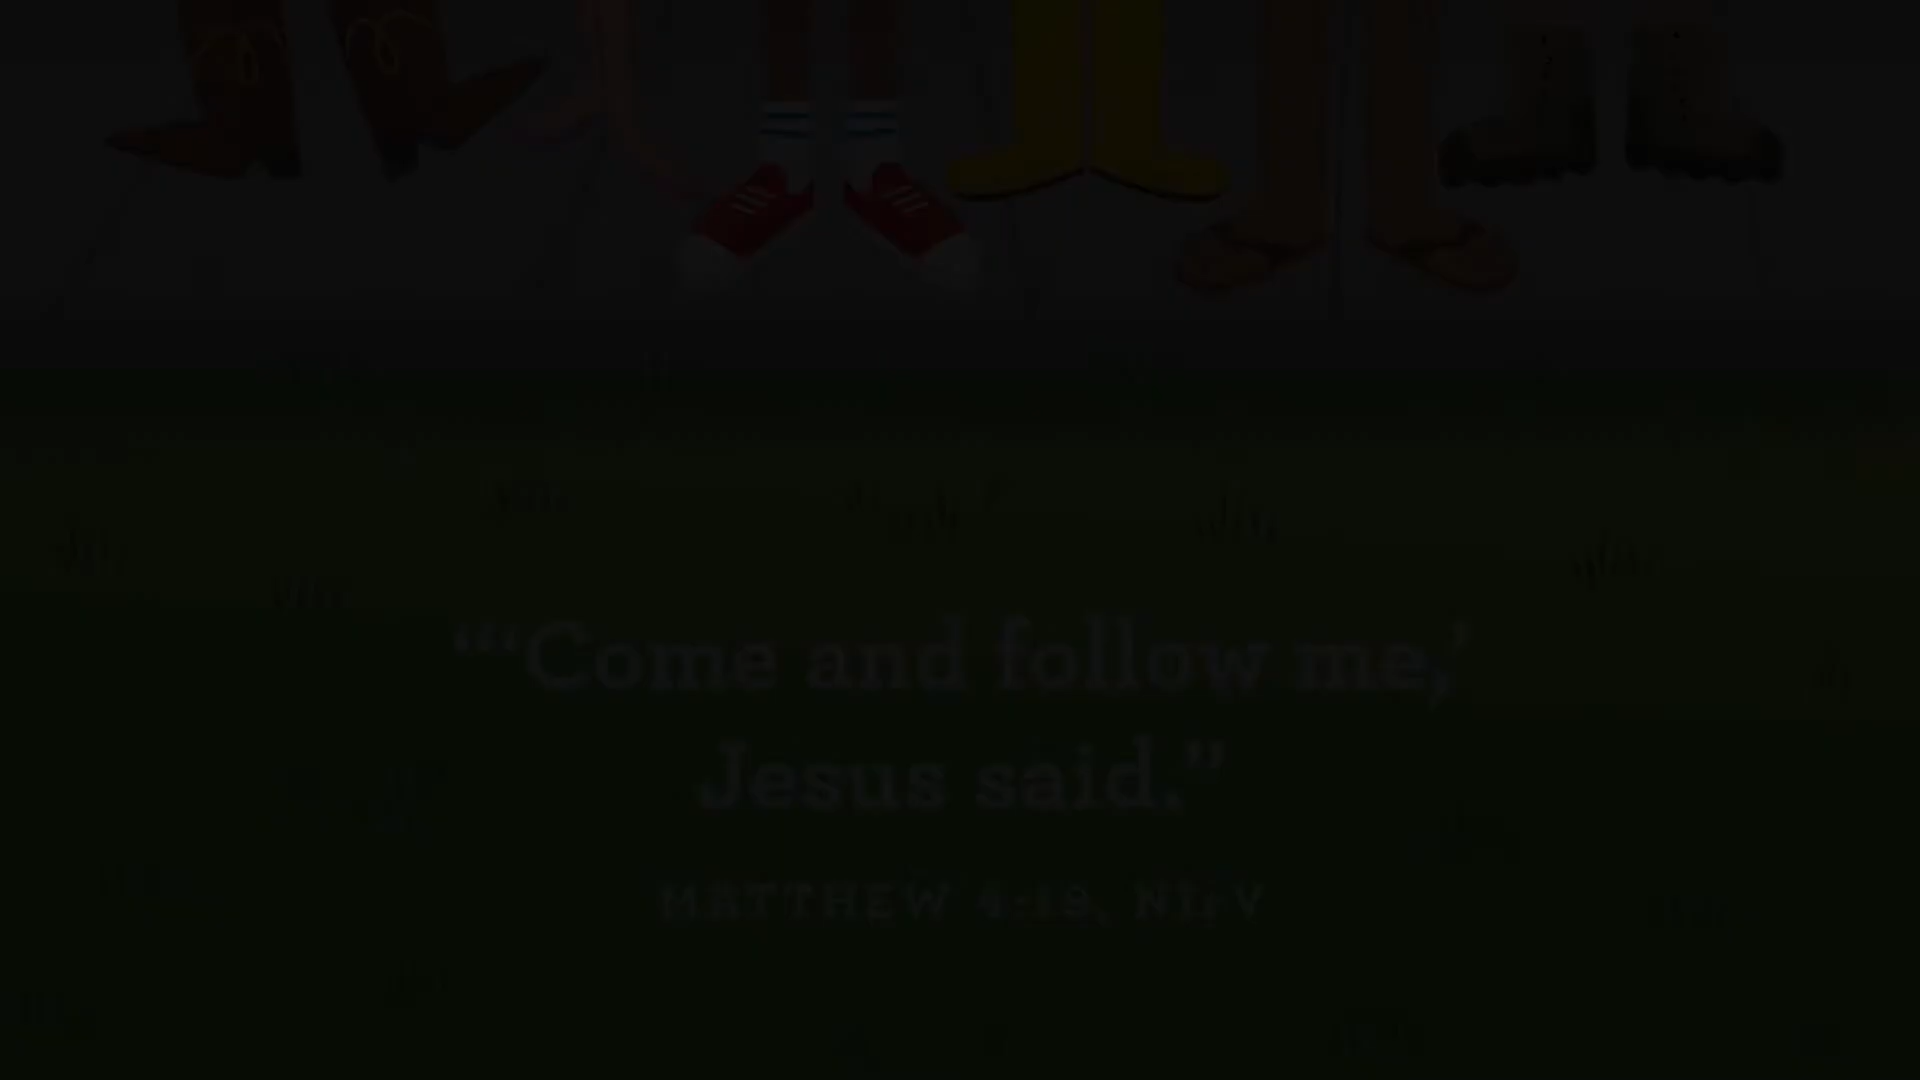 “‘Come and follow me,’
Jesus said.”
MATTHEW 4:19, NIrV